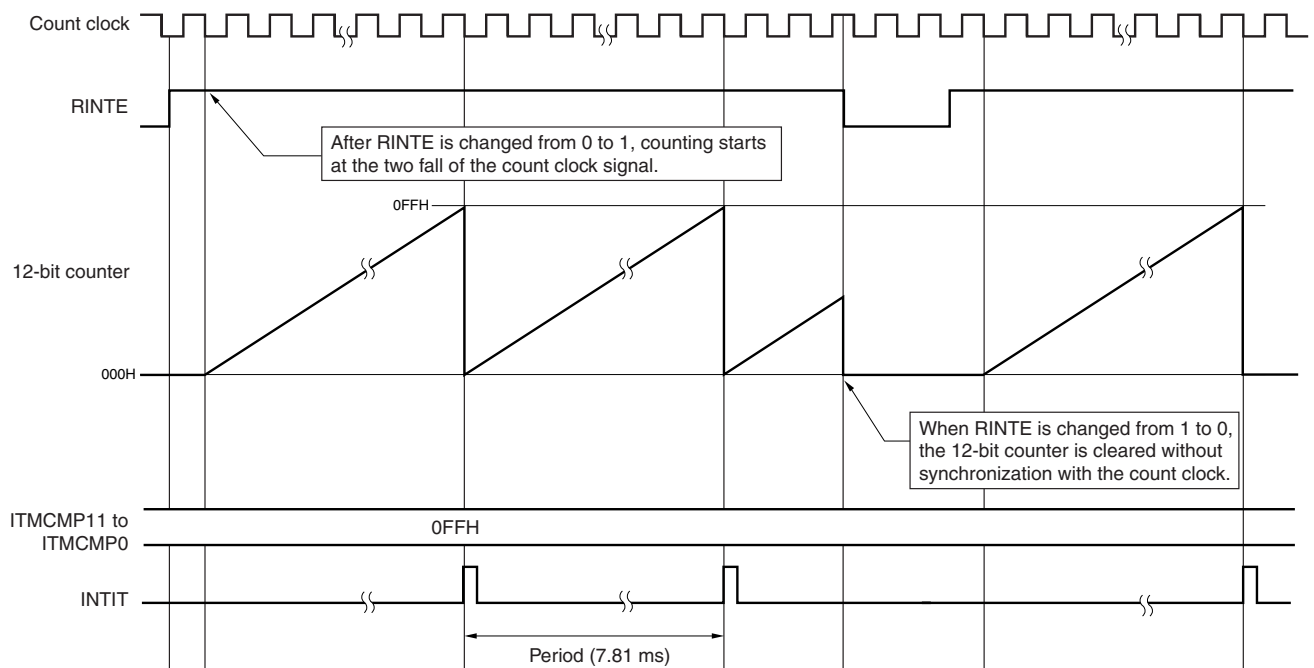 Count clock
RINTE
After RINTE is changed from 0 to 1, counting starts
at the two fall of the count clock signal.
0FFH
12-bit counter
000H
When RINTE is changed from 1 to 0,
the 12-bit counter is cleared without
synchronization with the count clock.
ITMCMP11 to
ITMCMP0
0FFH
INTIT
Period (7.81 ms)